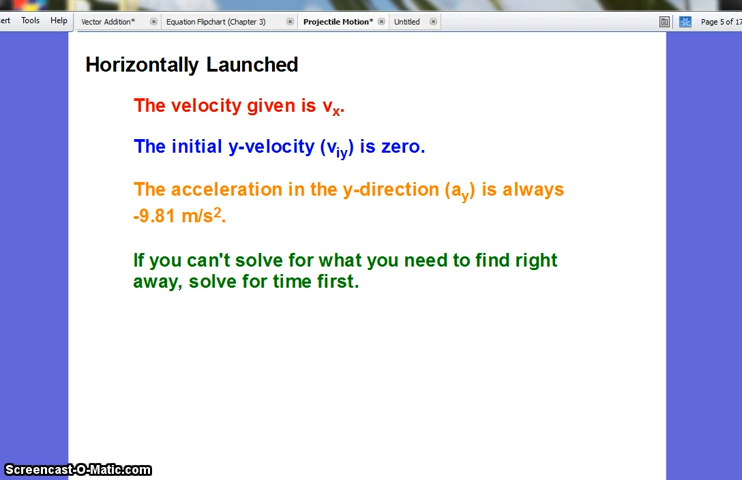 ert Tools Help
Vector Addition* Equation Flipchart (Chapter 3) Projectile Motion* Untitled Page 5 of 17
Horizontally Launched
The velocity given is vx.
The initial y-velocity (viy) is zero.
The acceleration in the y-direction (ay) is always
-9.81 m/s2.
If you can't solve for what you need to find right
away, solve for time first.
Screencast-O-Matic.com